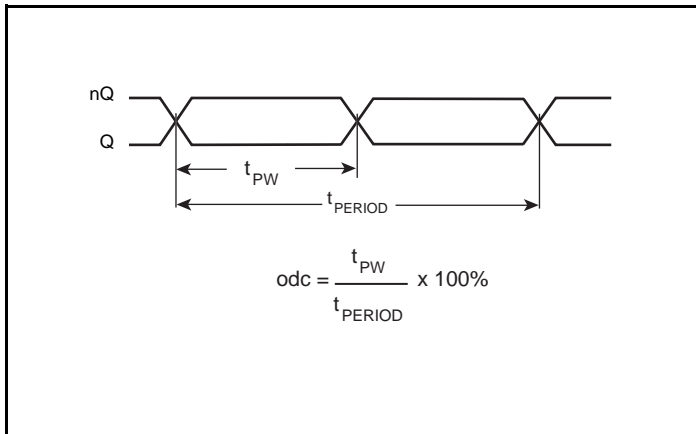 nQ
Q
tPW
tPERIOD
odc = tPW / tPERIOD x 100%